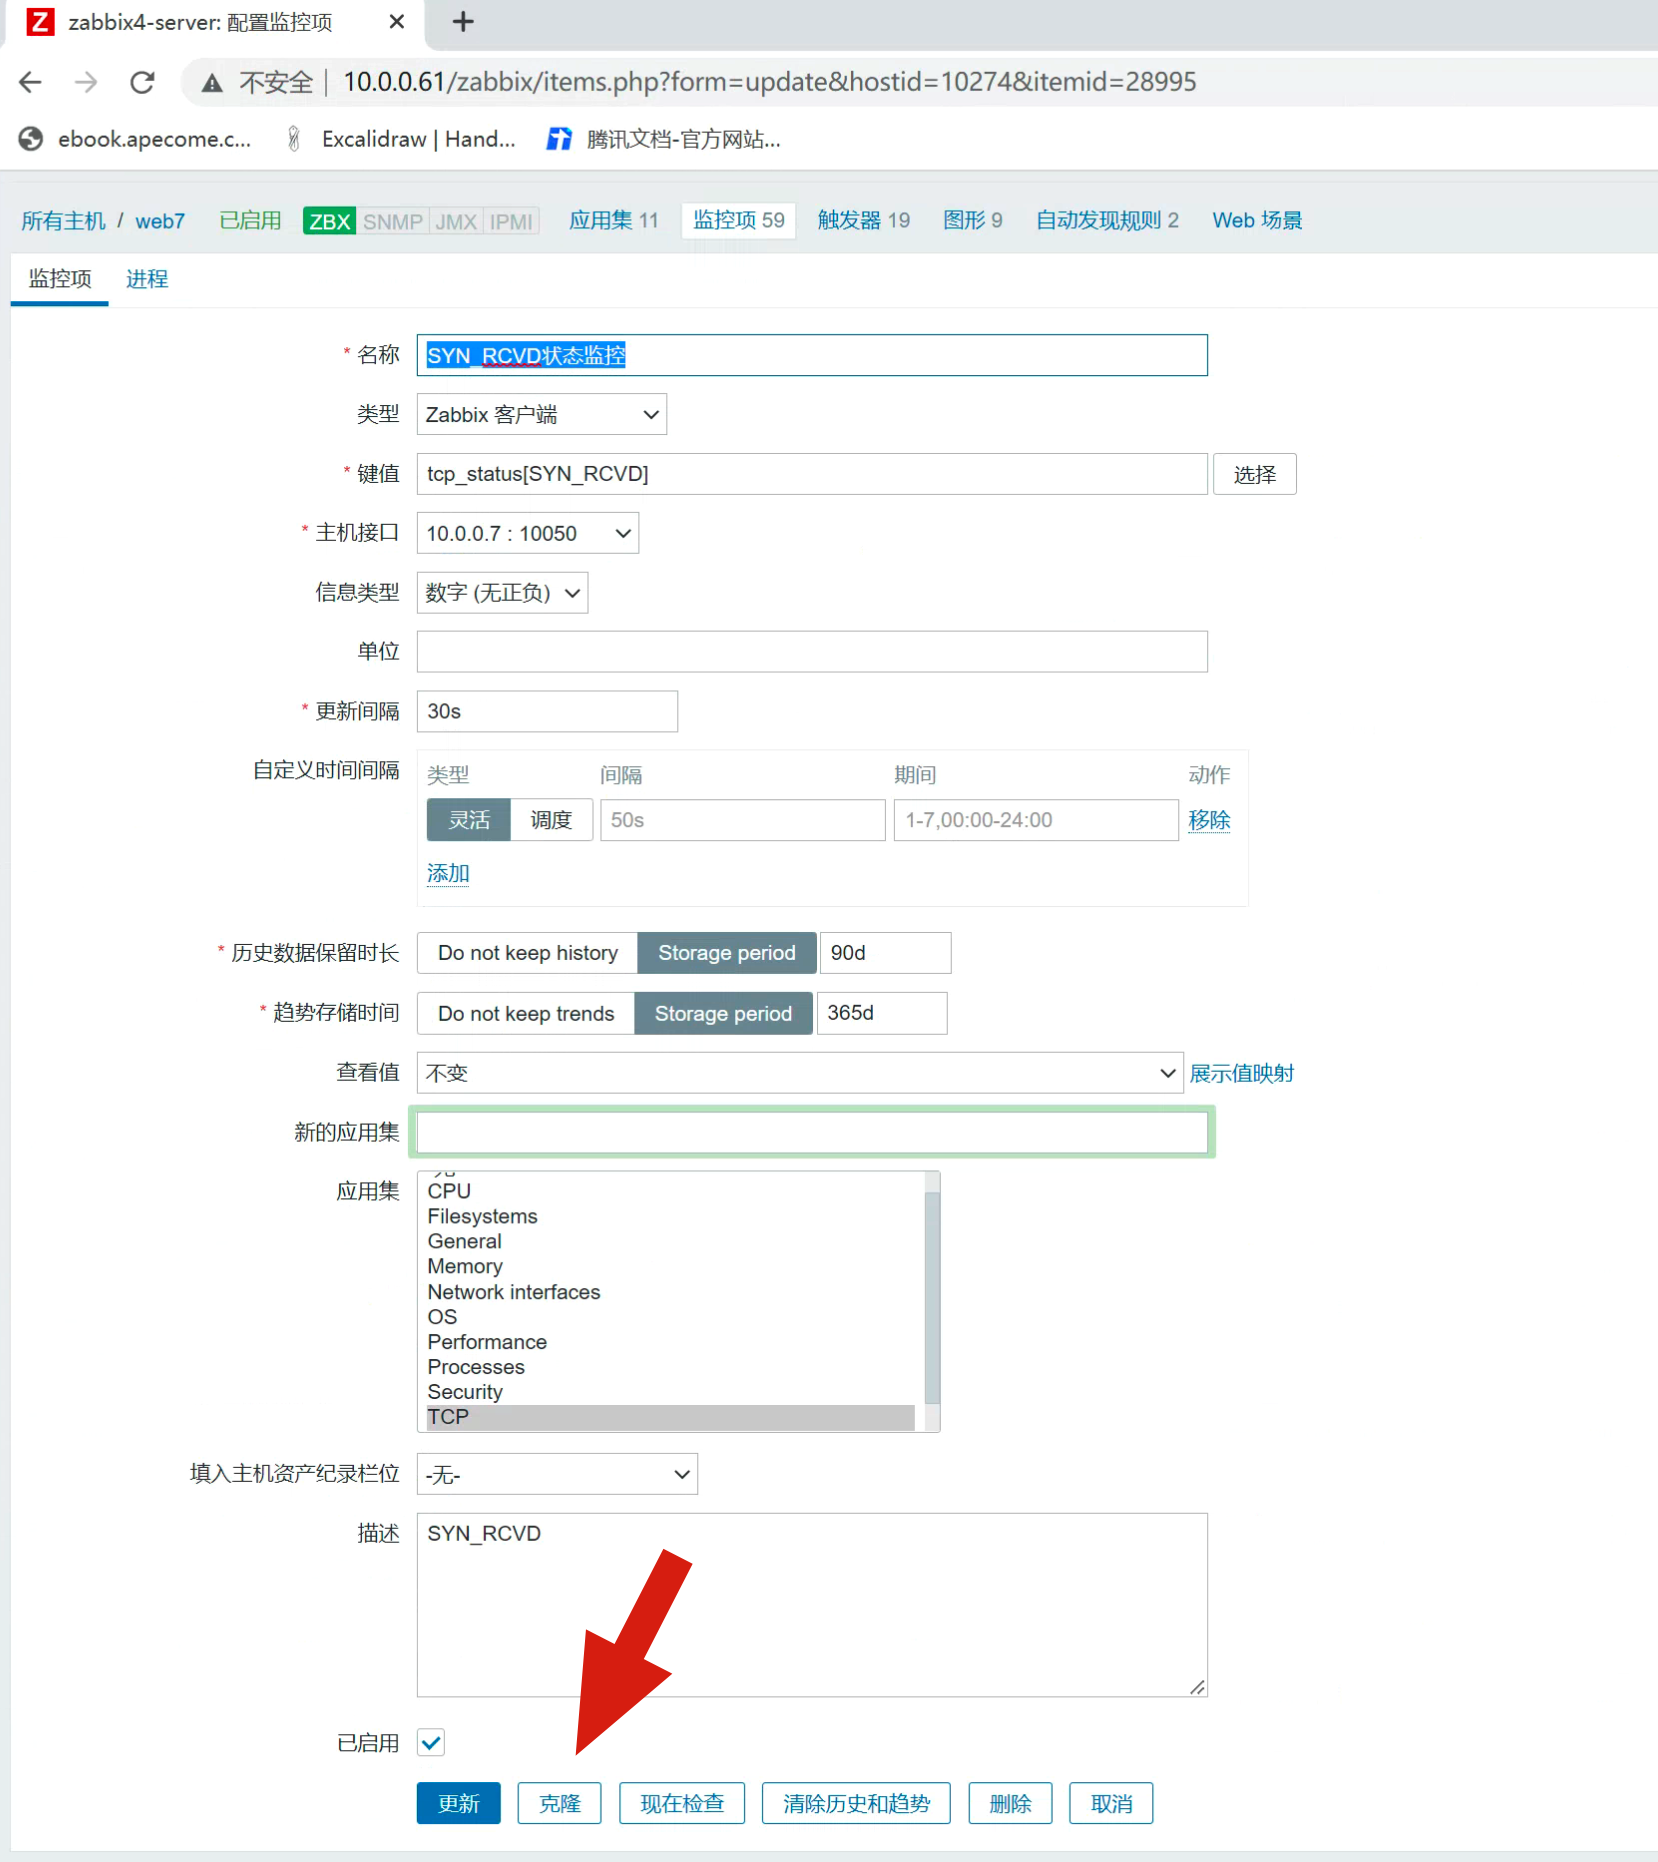 zabbix4-server: 配置监控项
不安全 | 10.0.0.61/zabbix/items.php?form=update&hostid=10274&itemid=28995
ebook.apecome.c... Excalidraw | Hand... 腾讯文档-官方网站...
所有主机 / web7 已启用 ZBX SNMP JMX IPMI 应用集 11 监控项 59 触发器 19 图形 9 自动发现规则 2 Web 场景
监控项 进程
* 名称 SYN_RCVD状态监控
类型 Zabbix 客户端
* 键值 tcp_status[SYN_RCVD] 选择
* 主机接口 10.0.0.7 : 10050
信息类型 数字 (无正负)
单位
* 更新间隔 30s
自定义时间间隔 类型 间隔 期间 动作
灵活 调度 50s 1-7,00:00-24:00 移除
添加
* 历史数据保留时长 Do not keep history Storage period 90d
* 趋势存储时间 Do not keep trends Storage period 365d
查看值 不变 展示值映射
新的应用集
应用集
CPU
Filesystems
General
Memory
Network interfaces
OS
Performance
Processes
Security
TCP
填入主机资产纪录栏位 -无-
描述 SYN_RCVD
已启用
更新 克隆 现在检查 清除历史和趋势 删除 取消